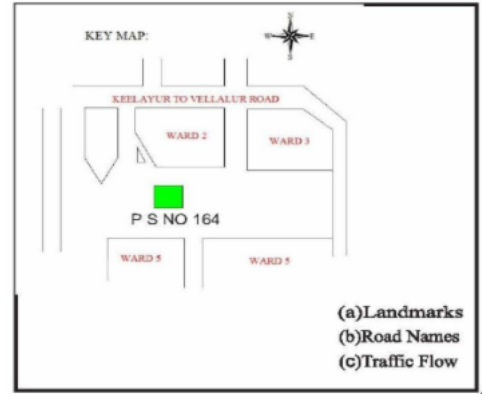 KEY MAP:
N
W E
S
KEELAYUR TO VELLALUR ROAD
WARD 2
WARD 3
P S NO 164
WARD 5
WARD 5
(a)Landmarks
(b)Road Names
(c)Traffic Flow